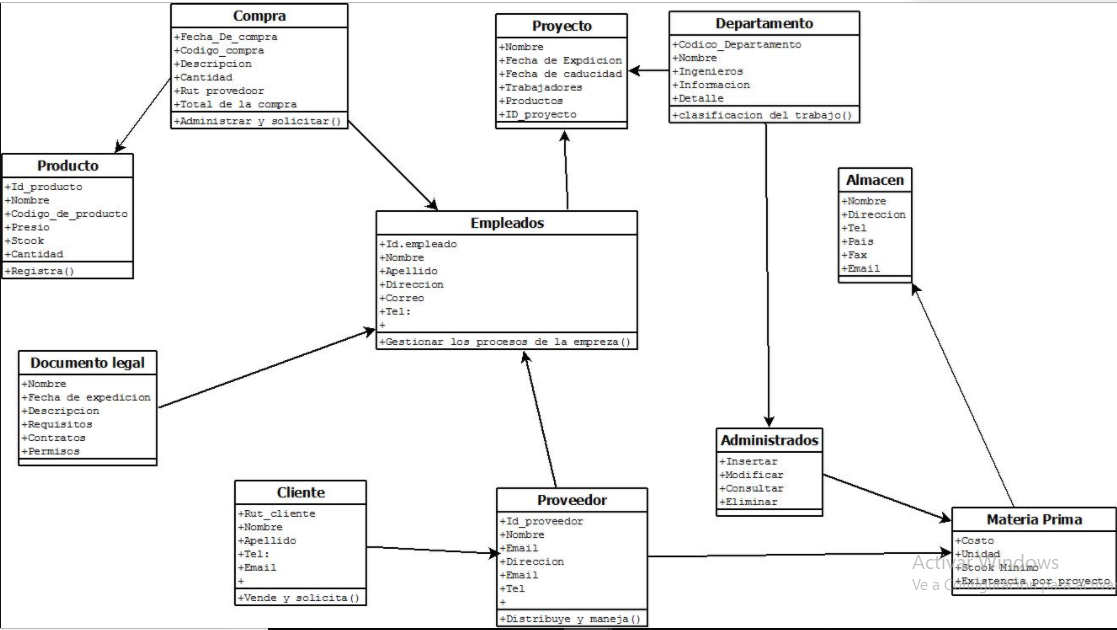 Compra
+Fecha_De_compra
+Codigo_compra
+Descripcion
+Cantidad
+Rut provedoor
+Total de la compra
+Administrar y solicitar()
Proyecto
+Nombre
+Fecha de Expdicion
+Fecha de caducidad
+Trabajadores
+Productos
+ID_proyecto
Departamento
+Codico_Departamento
+Nombre
+Ingenieros
+Informacion
+Detalle
+clasificacion del trabajo()
Producto
+Id_producto
+Nombre
+Codigo_de_producto
+Presio
+Stook
+Cantidad
+Registra()
Almacen
+Nombre
+Direccion
+Tel
+Pais
+Fax
+Email
Empleados
+Id.empleado
+Nombre
+Apellido
+Direccion
+Correo
+Tel:
+
+Gestionar los procesos de la empreza()
Documento legal
+Nombre
+Fecha de expedicion
+Descripcion
+Requisitos
+Contratos
+Permisos
Administrados
+Insertar
+Modificar
+Consultar
+Eliminar
Cliente
+Rut_cliente
+Nombre
+Apellido
+Tel:
+Email
+
+Vende y solicita()
Proveedor
+Id_proveedor
+Nombre
+Email
+Direccion
+Email
+Tel
+
+Distribuye y maneja()
Materia Prima
+Costo
+Unidad
+Stook Minimo
+Existencia por proyecto
Activar Windows
Ve a